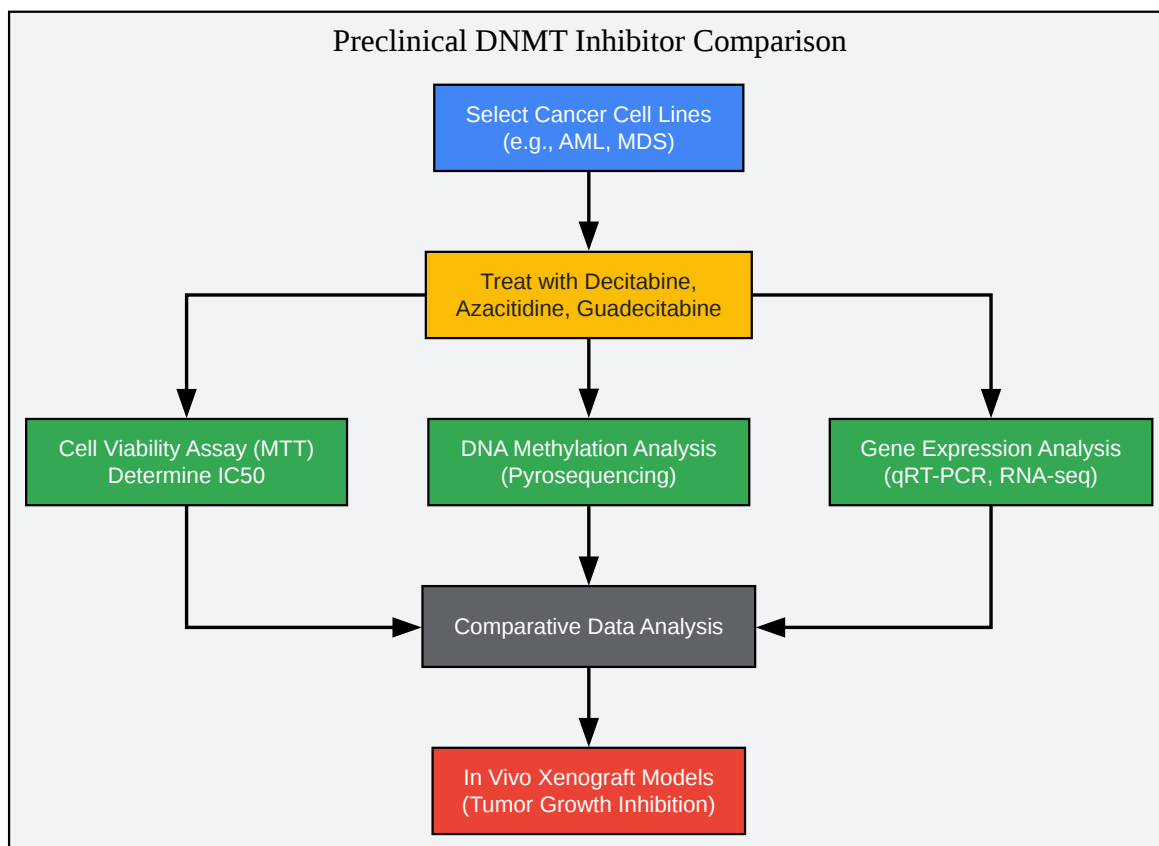 Preclinical DNMT Inhibitor Comparison
Select Cancer Cell Lines
(e.g., AML, MDS)
Treat with Decitabine,
Azacitidine, Guadecitabine
Cell Viability Assay (MTT)
Determine IC50
DNA Methylation Analysis
(Pyrosequencing)
Gene Expression Analysis
(qRT-PCR, RNA-seq)
Comparative Data Analysis
In Vivo Xenograft Models
(Tumor Growth Inhibition)